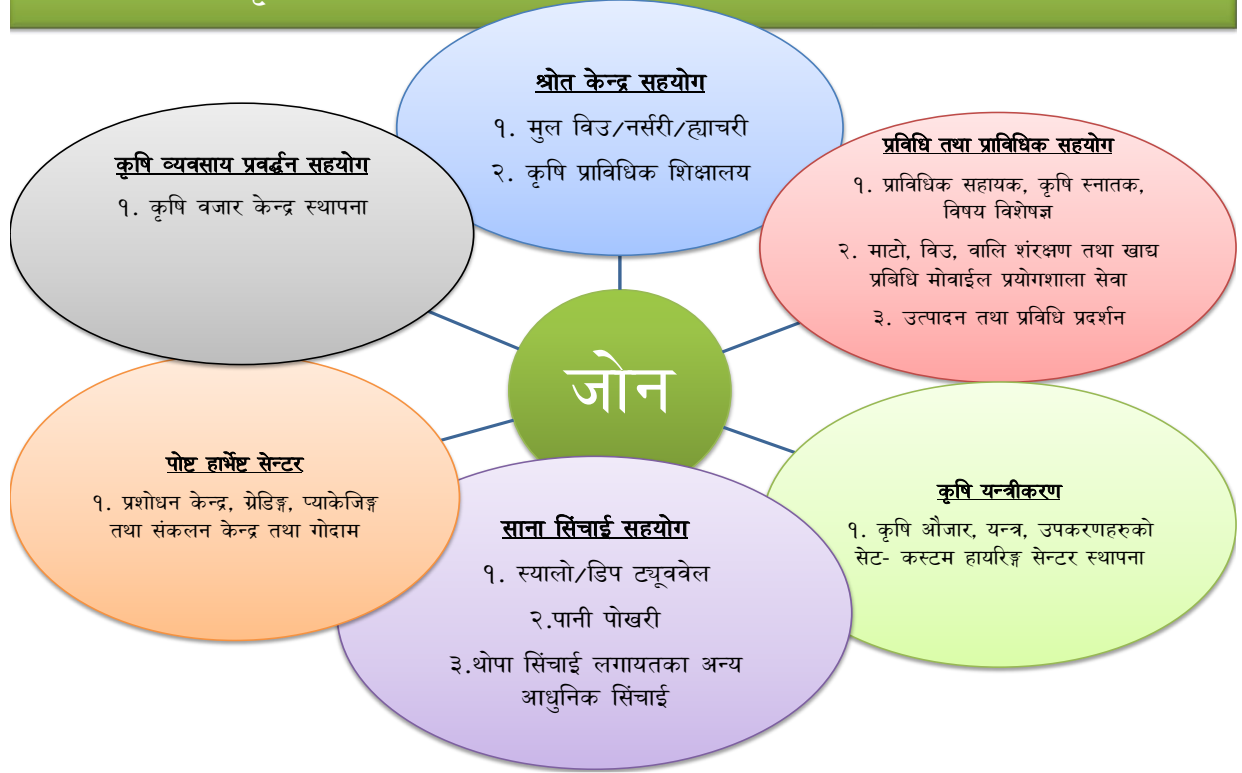 श्रोत केन्द्र सहयोग
१. मुल विउ/नर्सरी/ह्याचरी
२. कृषि प्राविधिक शिक्षालय
प्रविधि तथा प्राविधिक सहयोग
१. प्राविधिक सहायक, कृषि स्नातक,
विषय विशेषज्ञ
२. माटो, विउ, वालि शंरक्षण तथा खाद्य
प्रबिधि मोवाईल प्रयोगशाला सेवा
३. उत्पादन तथा प्रविधि प्रदर्शन
कृषि यन्त्रीकरण
१. कृषि औजार, यन्त्र, उपकरणहरुको
सेट- कस्टम हायरिङ्ग सेन्टर स्थापना
साना सिंचाई सहयोग
१. स्यालो/डिप ट्यूववेल
२.पानी पोखरी
३.थोपा सिंचाई लगायतका अन्य
आधुनिक सिंचाई
पोष्ट हार्भेष्ट सेन्टर
१. प्रशोधन केन्द्र, ग्रेडिङ्ग, प्याकेजिङ्ग
तथा संकलन केन्द्र तथा गोदाम
कृषि व्यवसाय प्रवर्द्धन सहयोग
१. कृषि वजार केन्द्र स्थापना
जोन